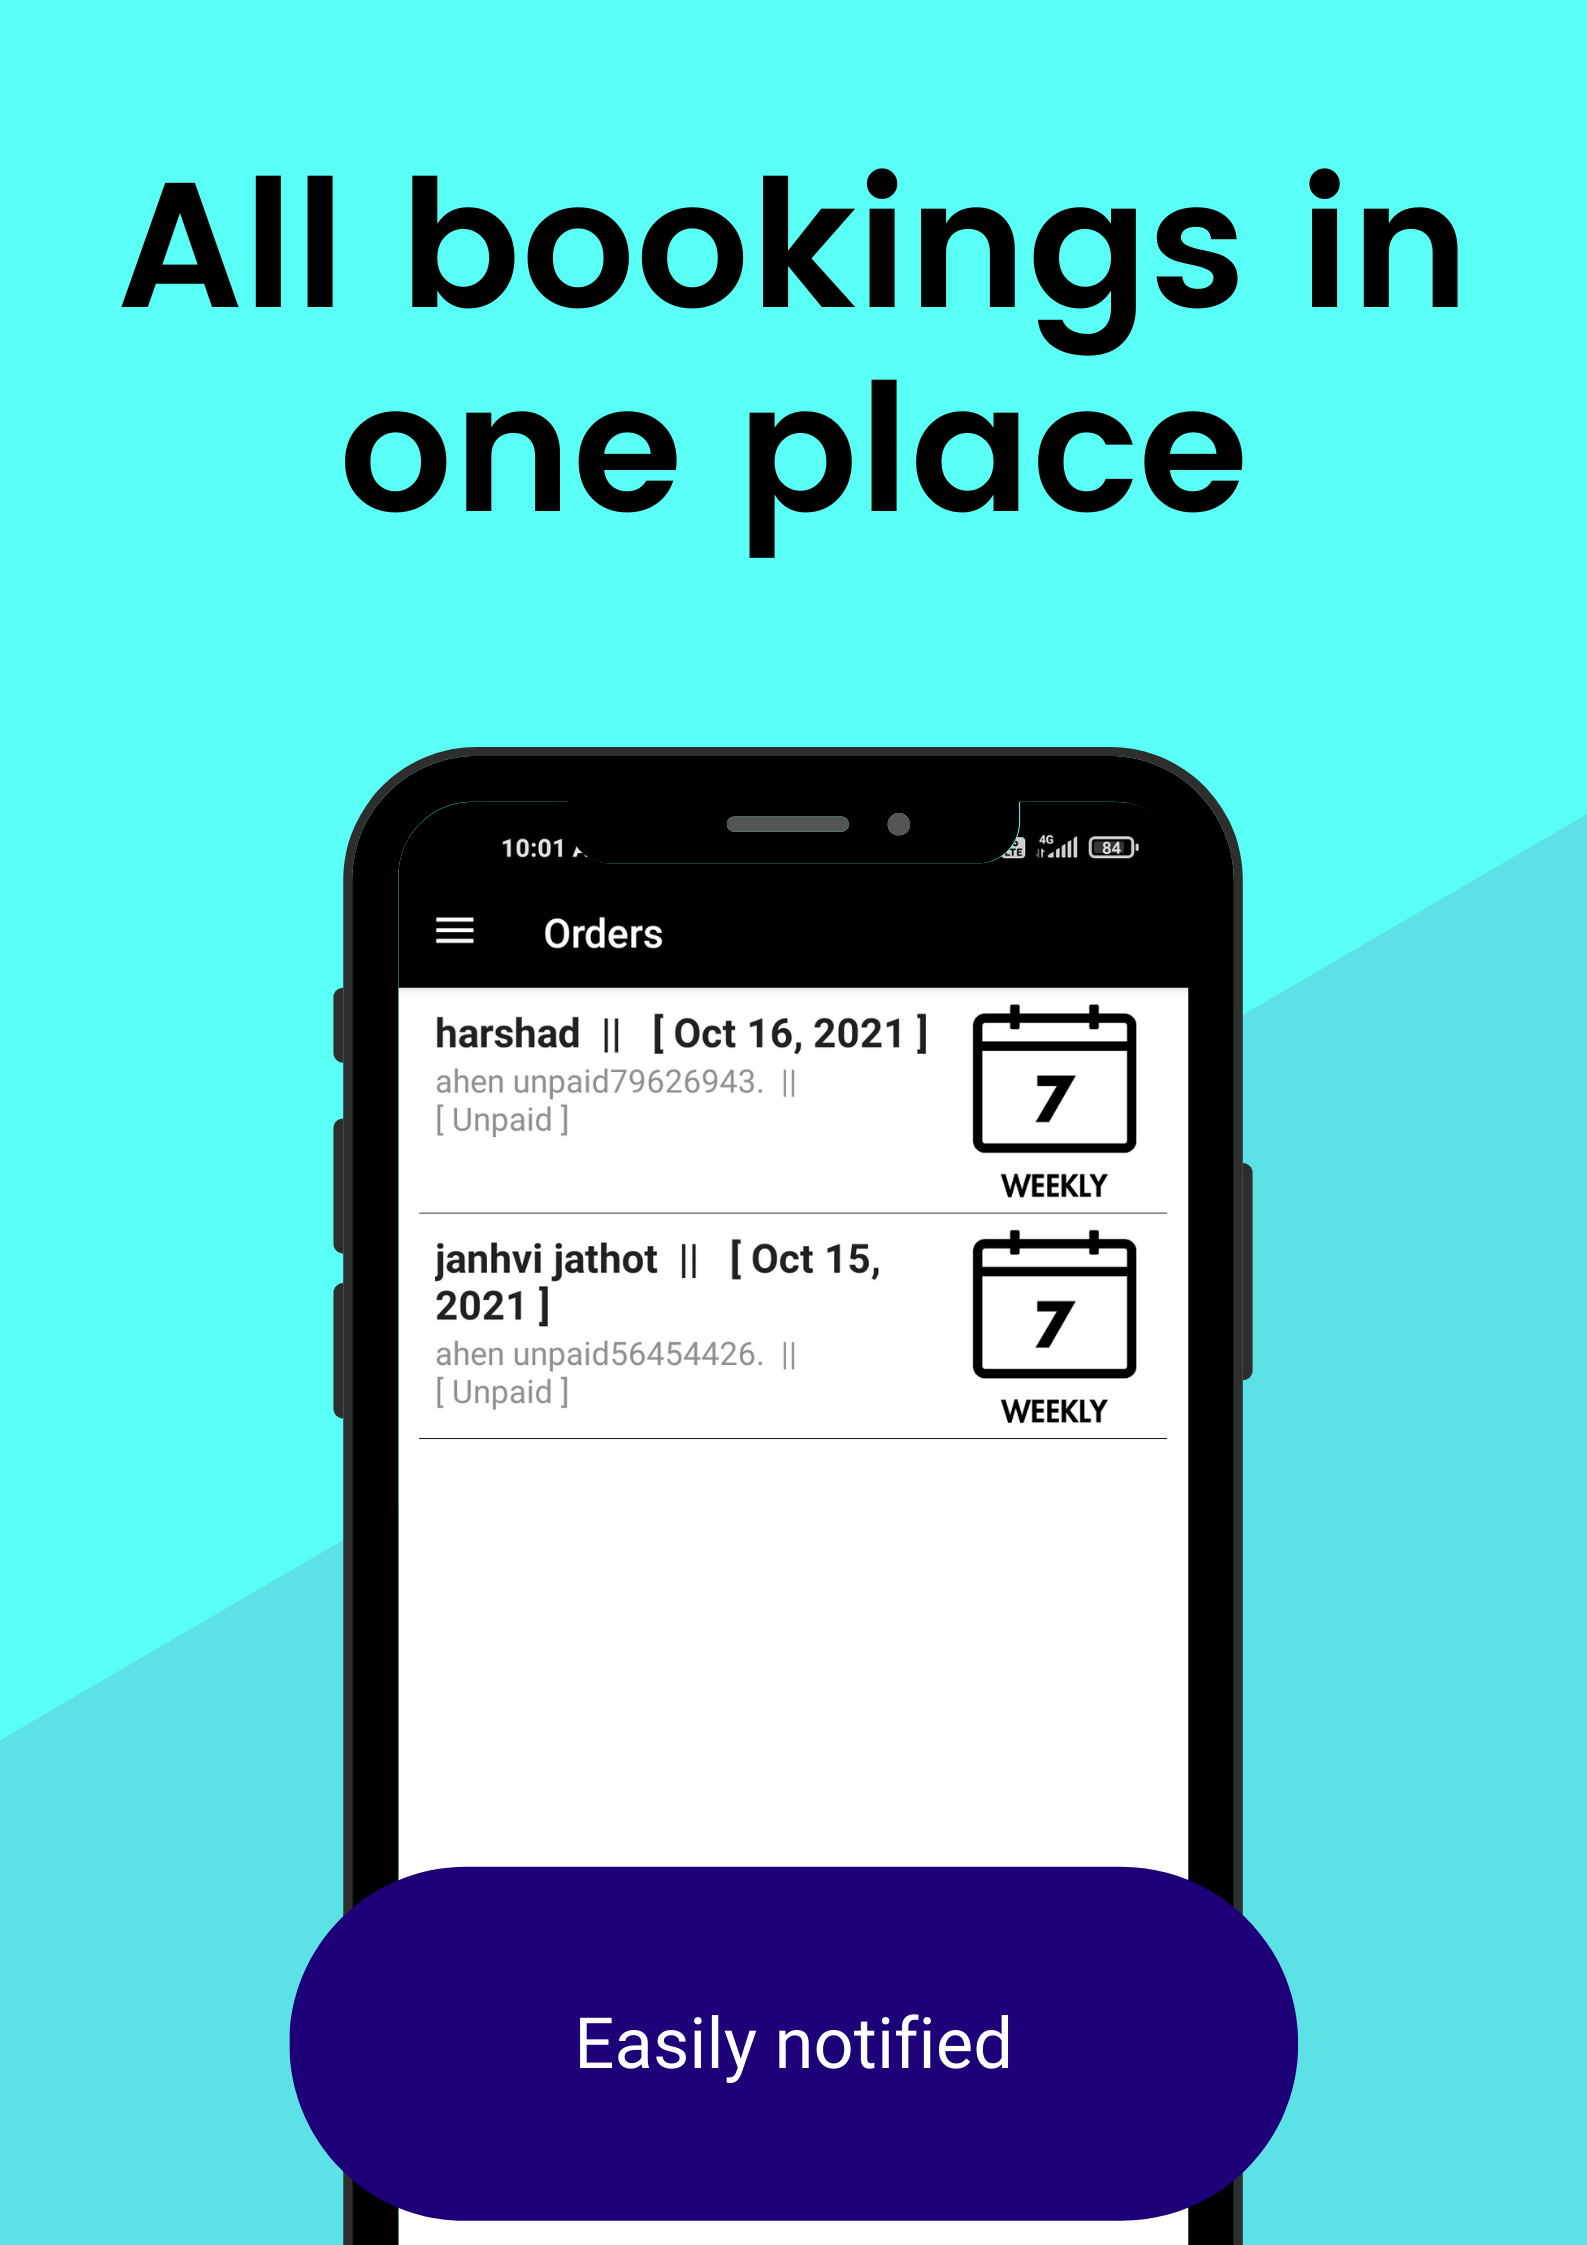 All bookings in
one place
10:01
4G
84
Orders
harshad || [ Oct 16, 2021 ]
ahen unpaid79626943. ||
[ Unpaid ]
7
WEEKLY
janhvi jathot || [ Oct 15,
2021 ]
ahen unpaid56454426. ||
[ Unpaid ]
7
WEEKLY
Easily notified